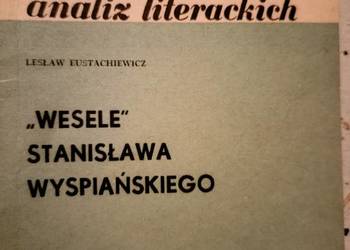 analiz literackich
LESŁAW EUSTACHIEWICZ
„WESELE”
STANISŁAWA
WYSPIAŃSKIEGO